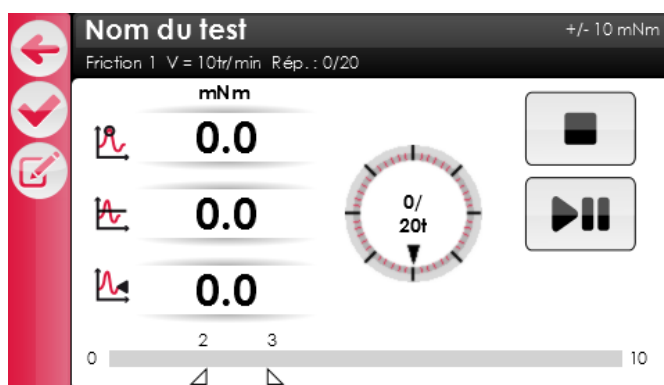 Nom du test
+/- 10 mNm
Friction 1 V = 10tr/min Rép.: 0/20
mNm
0.0
0.0
0.0
0/
20t
2 3
0 10